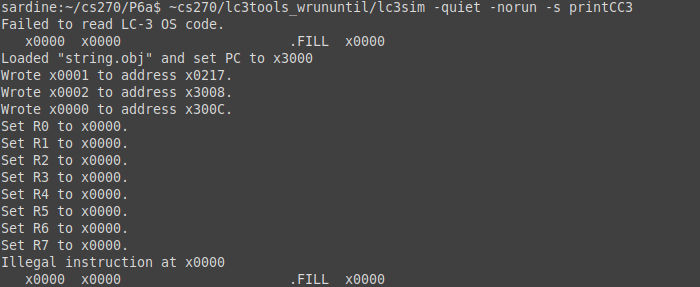 sardine:~/cs270/P6a$ ~cs270/lc3tools_wrununtil/lc3sim -quiet -norun -s printCC3
Failed to read LC-3 OS code.
x0000 x0000 .FILL x0000
Loaded "string.obj" and set PC to x3000
Wrote x0001 to address x0217.
Wrote x0002 to address x3008.
Wrote x0000 to address x300C.
Set R0 to x0000.
Set R1 to x0000.
Set R2 to x0000.
Set R3 to x0000.
Set R4 to x0000.
Set R5 to x0000.
Set R6 to x0000.
Set R7 to x0000.
Illegal instruction at x0000
x0000 x0000 .FILL x0000